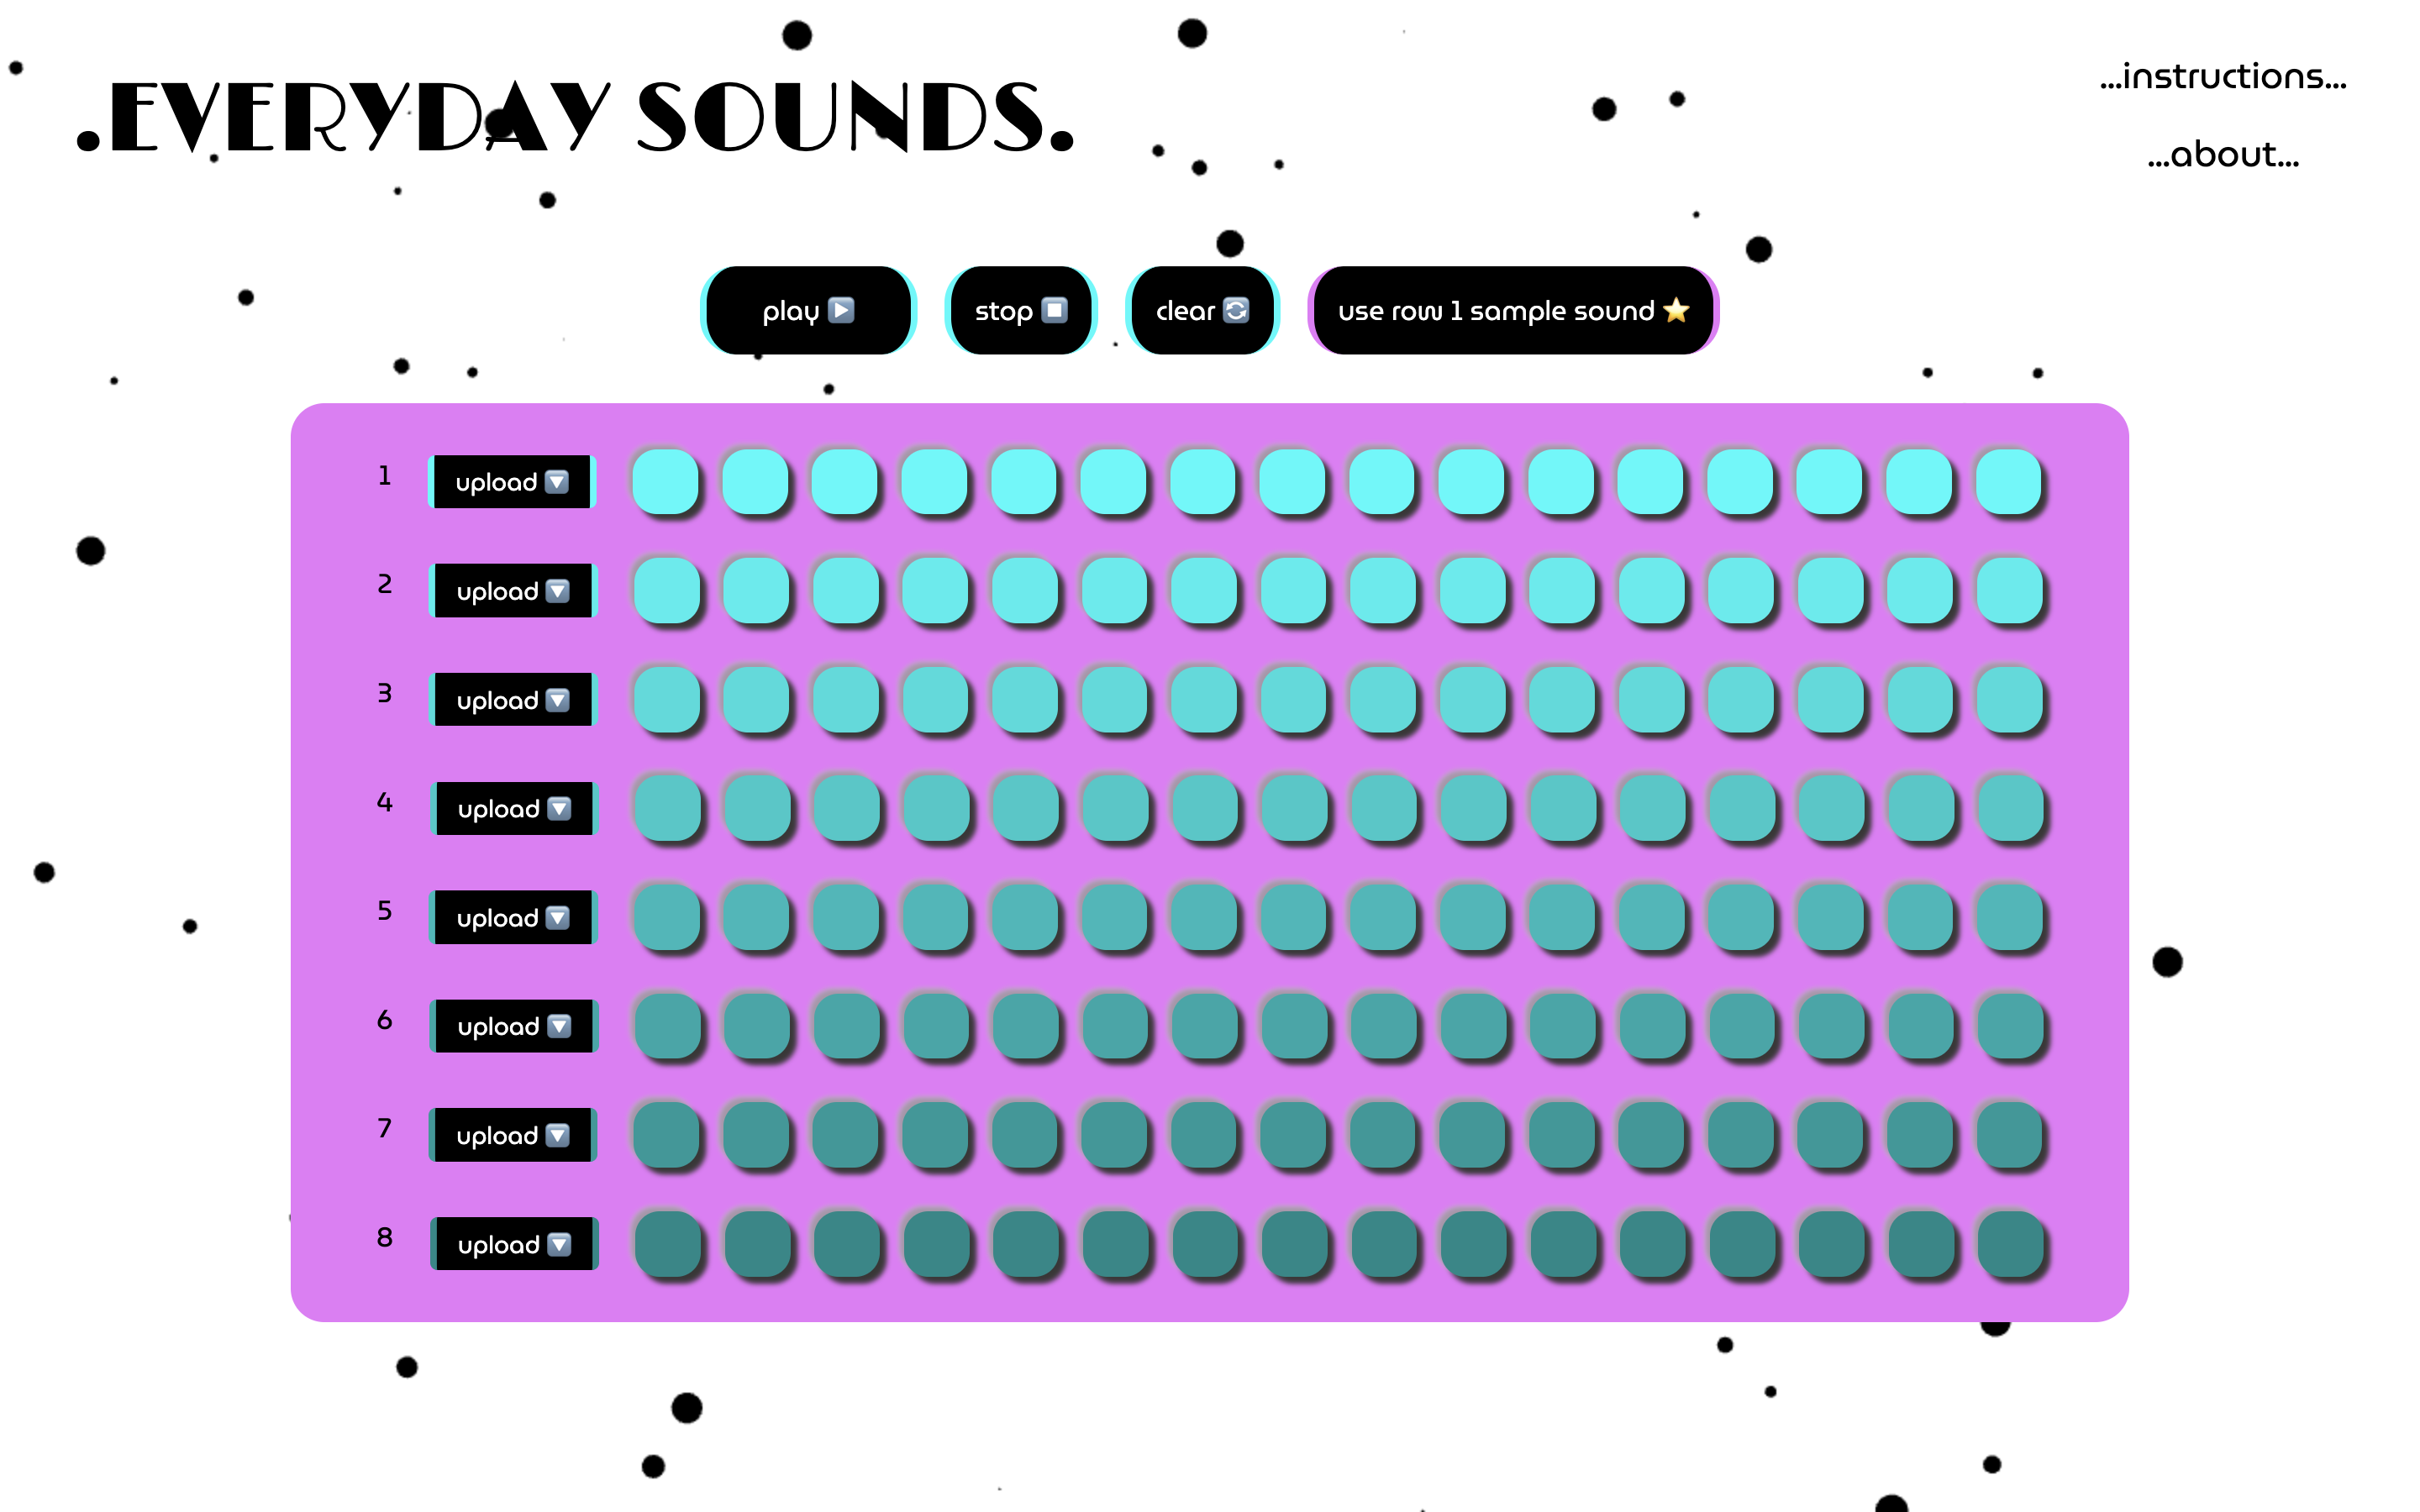 .EVERYDAY SOUNDS.
...instructions...
...about...
play ▶️ stop ⏹️ clear 🔄 use row 1 sample sound ⭐
1 upload 🔽
2 upload 🔽
3 upload 🔽
4 upload 🔽
5 upload 🔽
6 upload 🔽
7 upload 🔽
8 upload 🔽